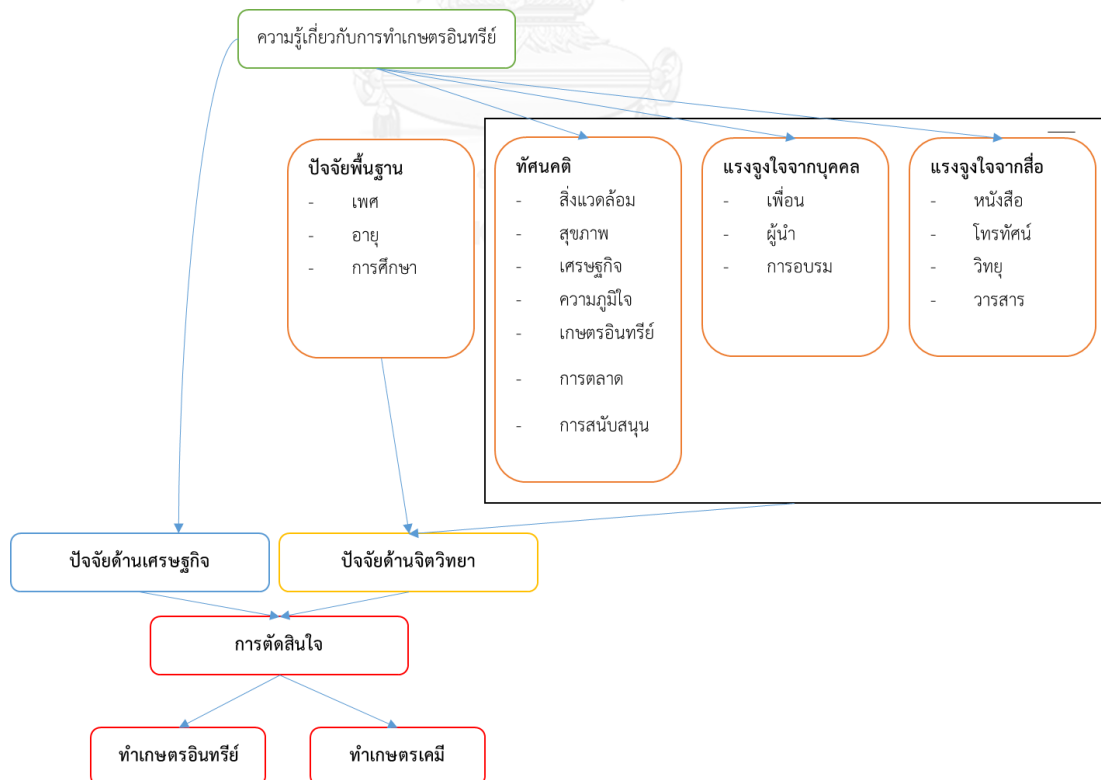 ความรู้เกี่ยวกับการทำเกษตรอินทรีย์
ปัจจัยพื้นฐาน
- เพศ
- อายุ
- การศึกษา
ทัศนคติ
- สิ่งแวดล้อม
- สุขภาพ
- เศรษฐกิจ
- ความภูมิใจ
- เกษตรอินทรีย์
- การตลาด
- การสนับสนุน
แรงจูงใจจากบุคคล
- เพื่อน
- ผู้นำ
- การอบรม
แรงจูงใจจากสื่อ
- หนังสือ
- โทรทัศน์
- วิทยุ
- วารสาร
ปัจจัยด้านเศรษฐกิจ
ปัจจัยด้านจิตวิทยา
การตัดสินใจ
ทำเกษตรอินทรีย์
ทำเกษตรเคมี